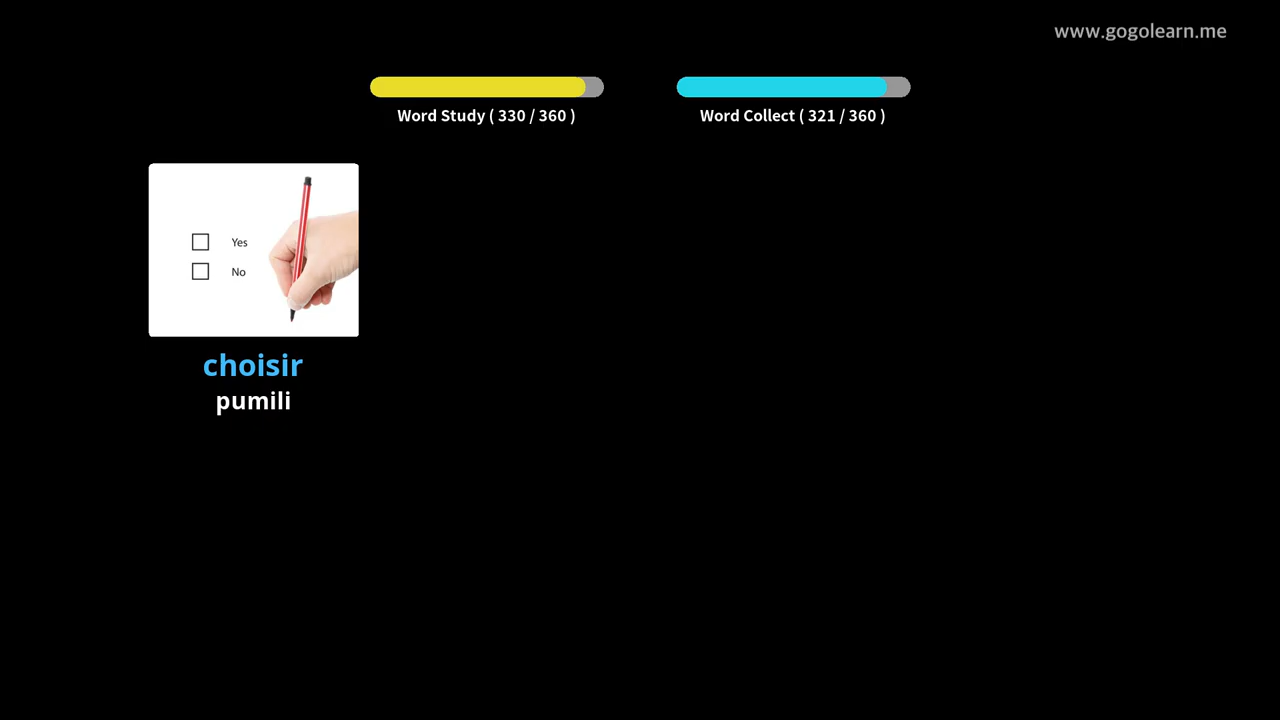 www.gogolearn.me
Word Study ( 330 / 360 )
Word Collect ( 321 / 360 )
Yes
No
choisir
pumili